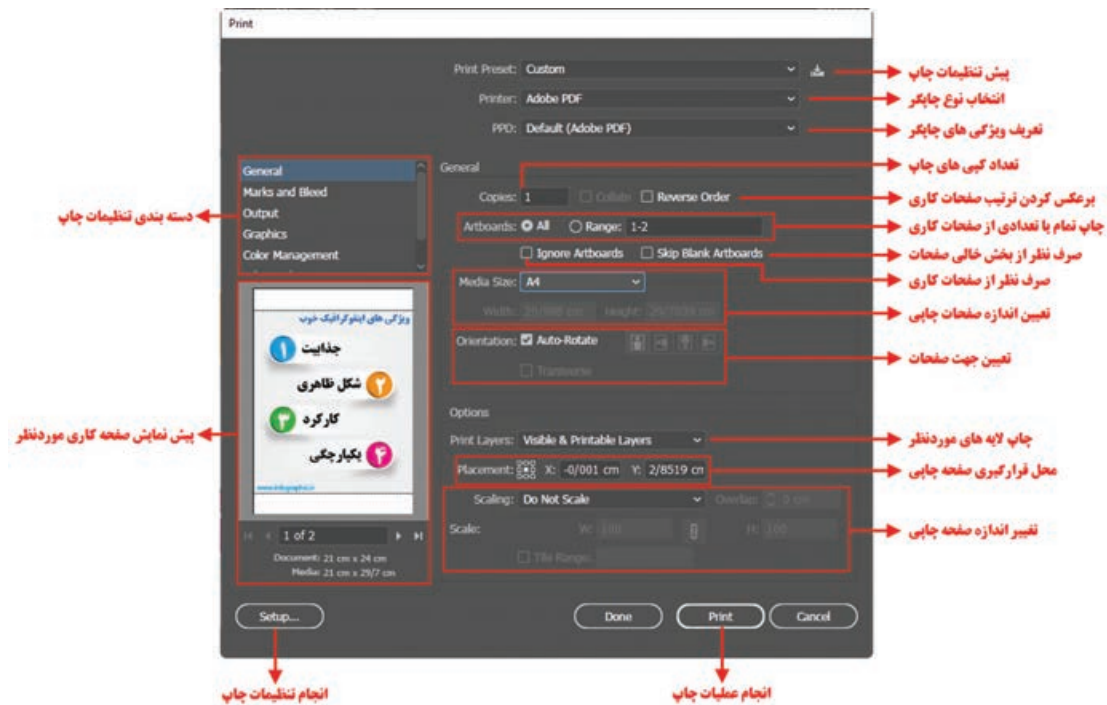 Print
Print Preset: Custom
پیش تنظیمات چاپ
Printer: Adobe PDF
انتخاب نوع چاپگر
PPD: Default (Adobe PDF)
تعریف ویژگی های چاپگر
General
Marks and Bleed
Output
Graphics
Color Management
دسته بندی تنظیمات چاپ
General
تعداد کپی های چاپ
Copies: 1 Collate Reverse Order
برعکس کردن ترتیب صفحات کاری
Artboards: All Range: 1-2
چاپ تمام یا تعدادی از صفحات کاری
Ignore Artboards Skip Blank Artboards
صرف نظر از بخش خالی صفحات
صرف نظر از صفحات کاری
Media Size: A4
Width: Height:
تعیین اندازه صفحات چاپی
Orientation: Auto-Rotate
Transverse
تعیین جهت صفحات
ویژگی های اینفوگرافیک خوب
۱ جذابیت
۲ شکل ظاهری
۳ کارکرد
۴ یکپارچگی
پیش نمایش صفحه کاری موردنظر
1 of 2
Document: 21 cm x 24 cm
Media: 21 cm x 29/7 cm
Options
Print Layers: Visible & Printable Layers
چاپ لایه های موردنظر
Placement: X: -0/001 cm Y: 2/8519 cm
محل قرارگیری صفحه چاپی
Scaling: Do Not Scale Overlap: 0 cm
Scale: W: 100 H: 100
Tile Range:
تغییر اندازه صفحه چاپی
Setup... Done Print Cancel
انجام تنظیمات چاپ
انجام عملیات چاپ